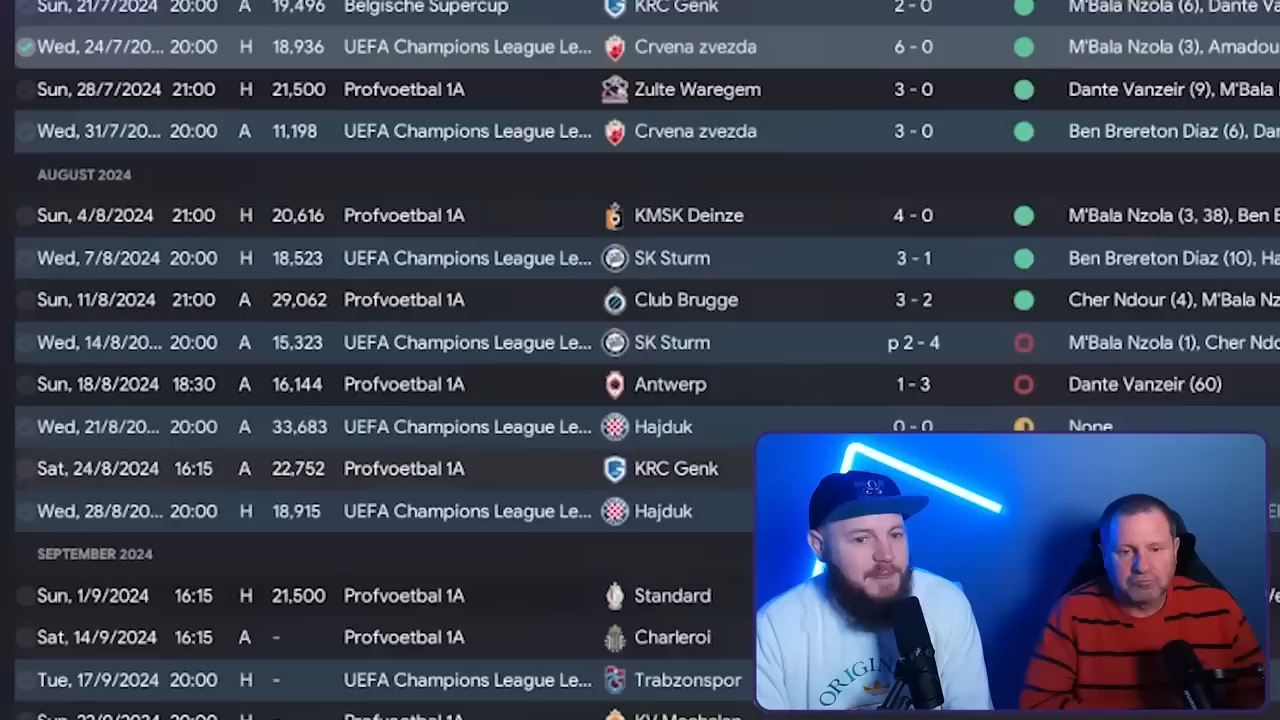 Sun, 21/7/2024 20:00 A 19,496 Belgische Supercup KRC Genk 2 - 0 M'Bala Nzola (6), Dante Va
Wed, 24/7/20... 20:00 H 18,936 UEFA Champions League Le... Crvena zvezda 6 - 0 M'Bala Nzola (3), Amadou
Sun, 28/7/2024 21:00 H 21,500 Profvoetbal 1A Zulte Waregem 3 - 0 Dante Vanzeir (9), M'Bala
Wed, 31/7/20... 20:00 A 11,198 UEFA Champions League Le... Crvena zvezda 3 - 0 Ben Brereton Díaz (6), Dan
AUGUST 2024
Sun, 4/8/2024 21:00 H 20,616 Profvoetbal 1A KMSK Deinze 4 - 0 M'Bala Nzola (3, 38), Ben B
Wed, 7/8/2024 20:00 H 18,523 UEFA Champions League Le... SK Sturm 3 - 1 Ben Brereton Díaz (10), Ha
Sun, 11/8/2024 21:00 A 29,062 Profvoetbal 1A Club Brugge 3 - 2 Cher Ndour (4), M'Bala Nz
Wed, 14/8/20... 20:00 A 15,323 UEFA Champions League Le... SK Sturm p 2 - 4 M'Bala Nzola (1), Cher Ndo
Sun, 18/8/2024 18:30 A 16,144 Profvoetbal 1A Antwerp 1 - 3 Dante Vanzeir (60)
Wed, 21/8/20... 20:00 A 33,683 UEFA Champions League Le... Hajduk 0 - 0 None
Sat, 24/8/2024 16:15 A 22,752 Profvoetbal 1A KRC Genk
Wed, 28/8/20... 20:00 H 18,915 UEFA Champions League Le... Hajduk
SEPTEMBER 2024
Sun, 1/9/2024 16:15 H 21,500 Profvoetbal 1A Standard
Sat, 14/9/2024 16:15 A - Profvoetbal 1A Charleroi
Tue, 17/9/2024 20:00 H - UEFA Champions League Le... Trabzonspor
ORIGINA